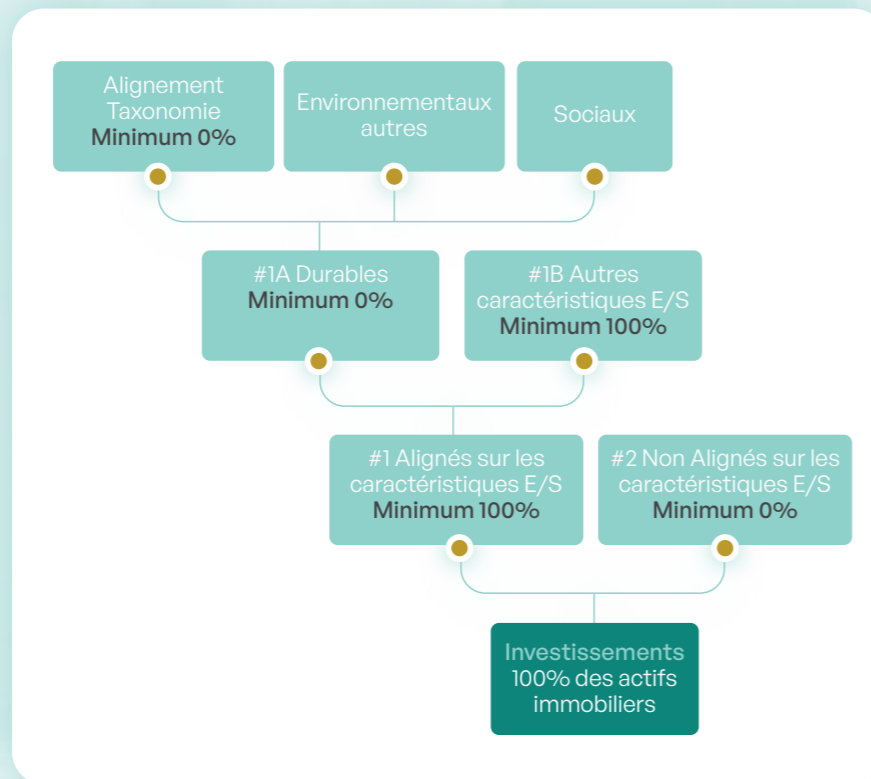 Alignement
Taxonomie
Minimum 0%
Environnementaux
autres
Sociaux
#1A Durables
Minimum 0%
#1B Autres
caractéristiques E/S
Minimum 100%
#1 Alignés sur les
caractéristiques E/S
Minimum 100%
#2 Non Alignés sur les
caractéristiques E/S
Minimum 0%
Investissements
100% des actifs
immobiliers